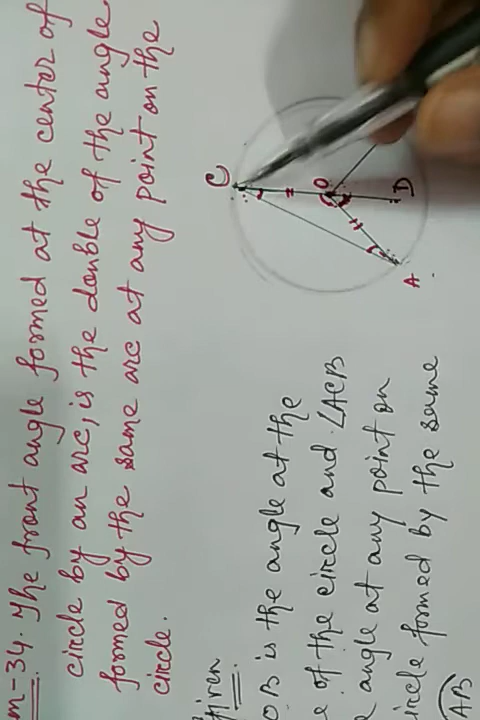 m-34. The front angle formed at the center of
circle by an arc, is the double of the angle
formed by the same arc at any point on the
circle.
C
O
D
A
Given
OB is the angle at the
e of the circle and ∠ACB
angle at any point on
ircle formed by the same
AB